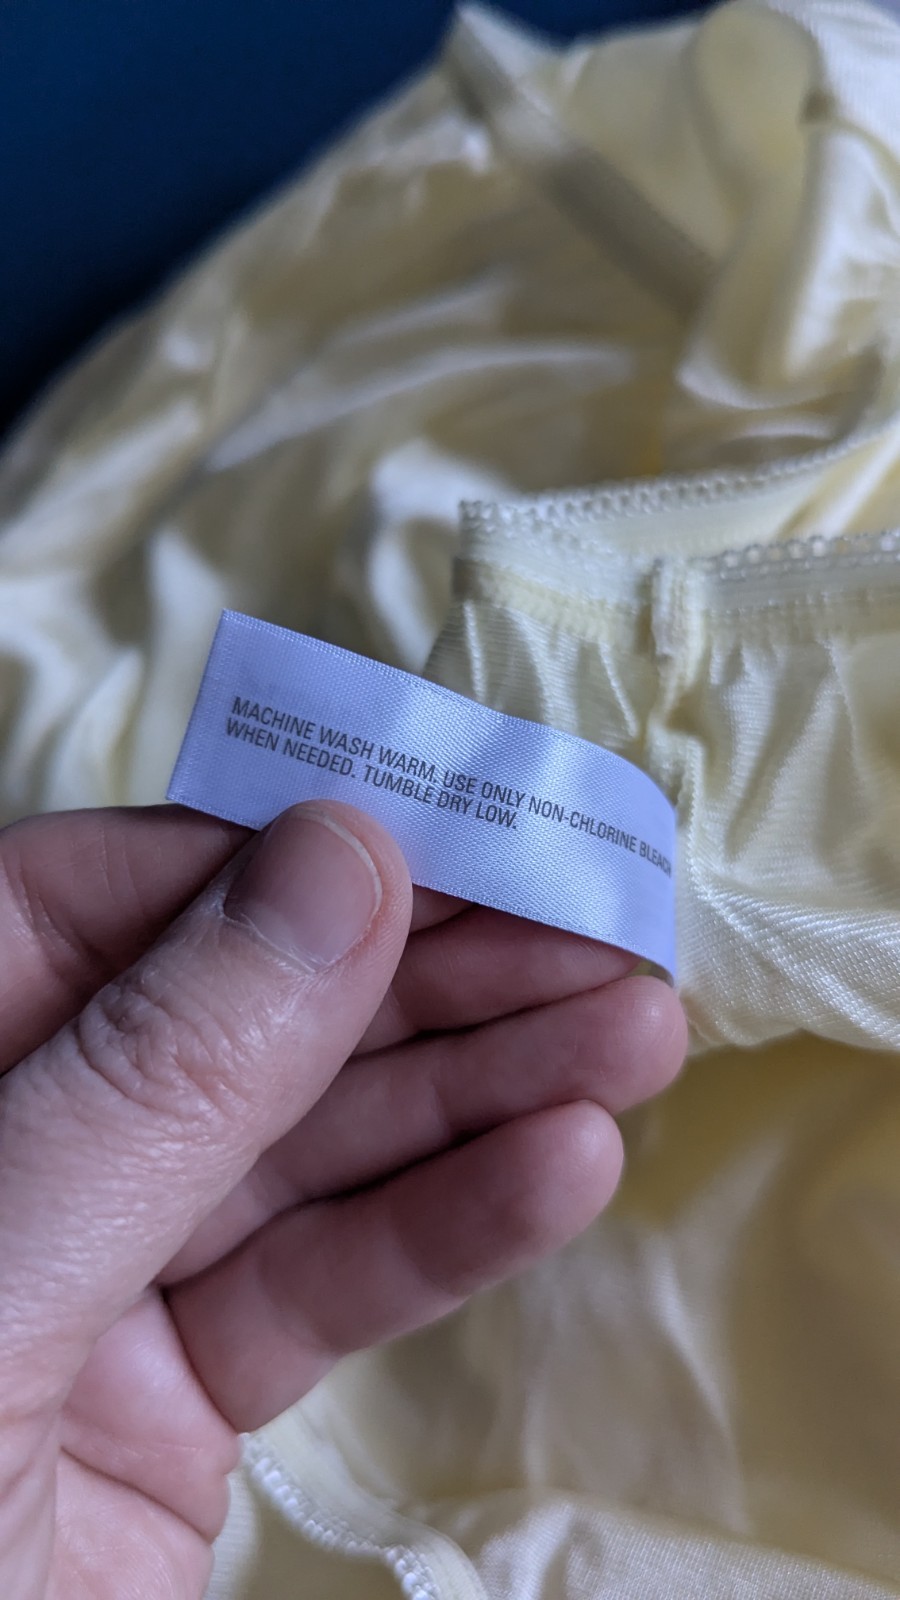 MACHINE WASH WARM. USE ONLY NON-CHLORINE BLEACH
WHEN NEEDED. TUMBLE DRY LOW.